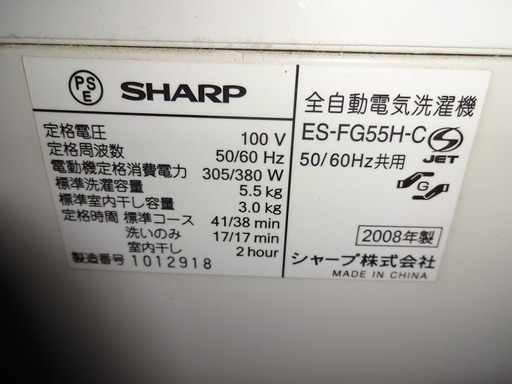 PS
E
SHARP
定格電圧 100 V
定格周波数 50/60 Hz
電動機定格消費電力 305/380 W
標準洗濯容量 5.5 kg
標準室内干し容量 3.0 kg
定格時間 標準コース 41/38 min
洗いのみ 17/17 min
室内干し 2 hour
製造番号 1012918
全自動電気洗濯機
ES-FG55H-C
JET
50/60Hz共用
G
2008年製
シャープ株式会社
MADE IN CHINA